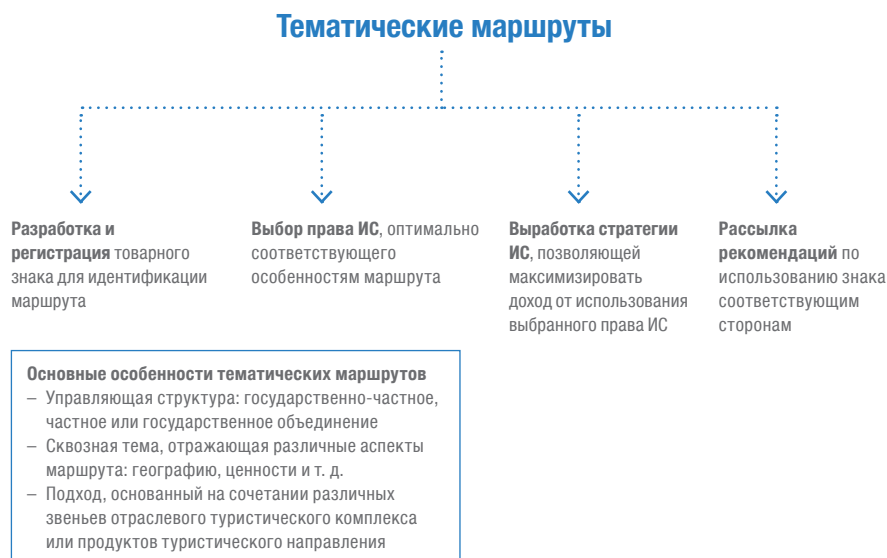 Тематические маршруты
Разработка и
регистрация товарного
знака для идентификации
маршрута
Выбор права ИС, оптимально
соответствующего
особенностям маршрута
Выработка стратегии
ИС, позволяющей
максимизировать
доход от использования
выбранного права ИС
Рассылка
рекомендаций по
использованию знака
соответствующим
сторонам
Основные особенности тематических маршрутов
– Управляющая структура: государственно-частное,
частное или государственное объединение
– Сквозная тема, отражающая различные аспекты
маршрута: географию, ценности и т. д.
– Подход, основанный на сочетании различных
звеньев отраслевого туристического комплекса
или продуктов туристического направления